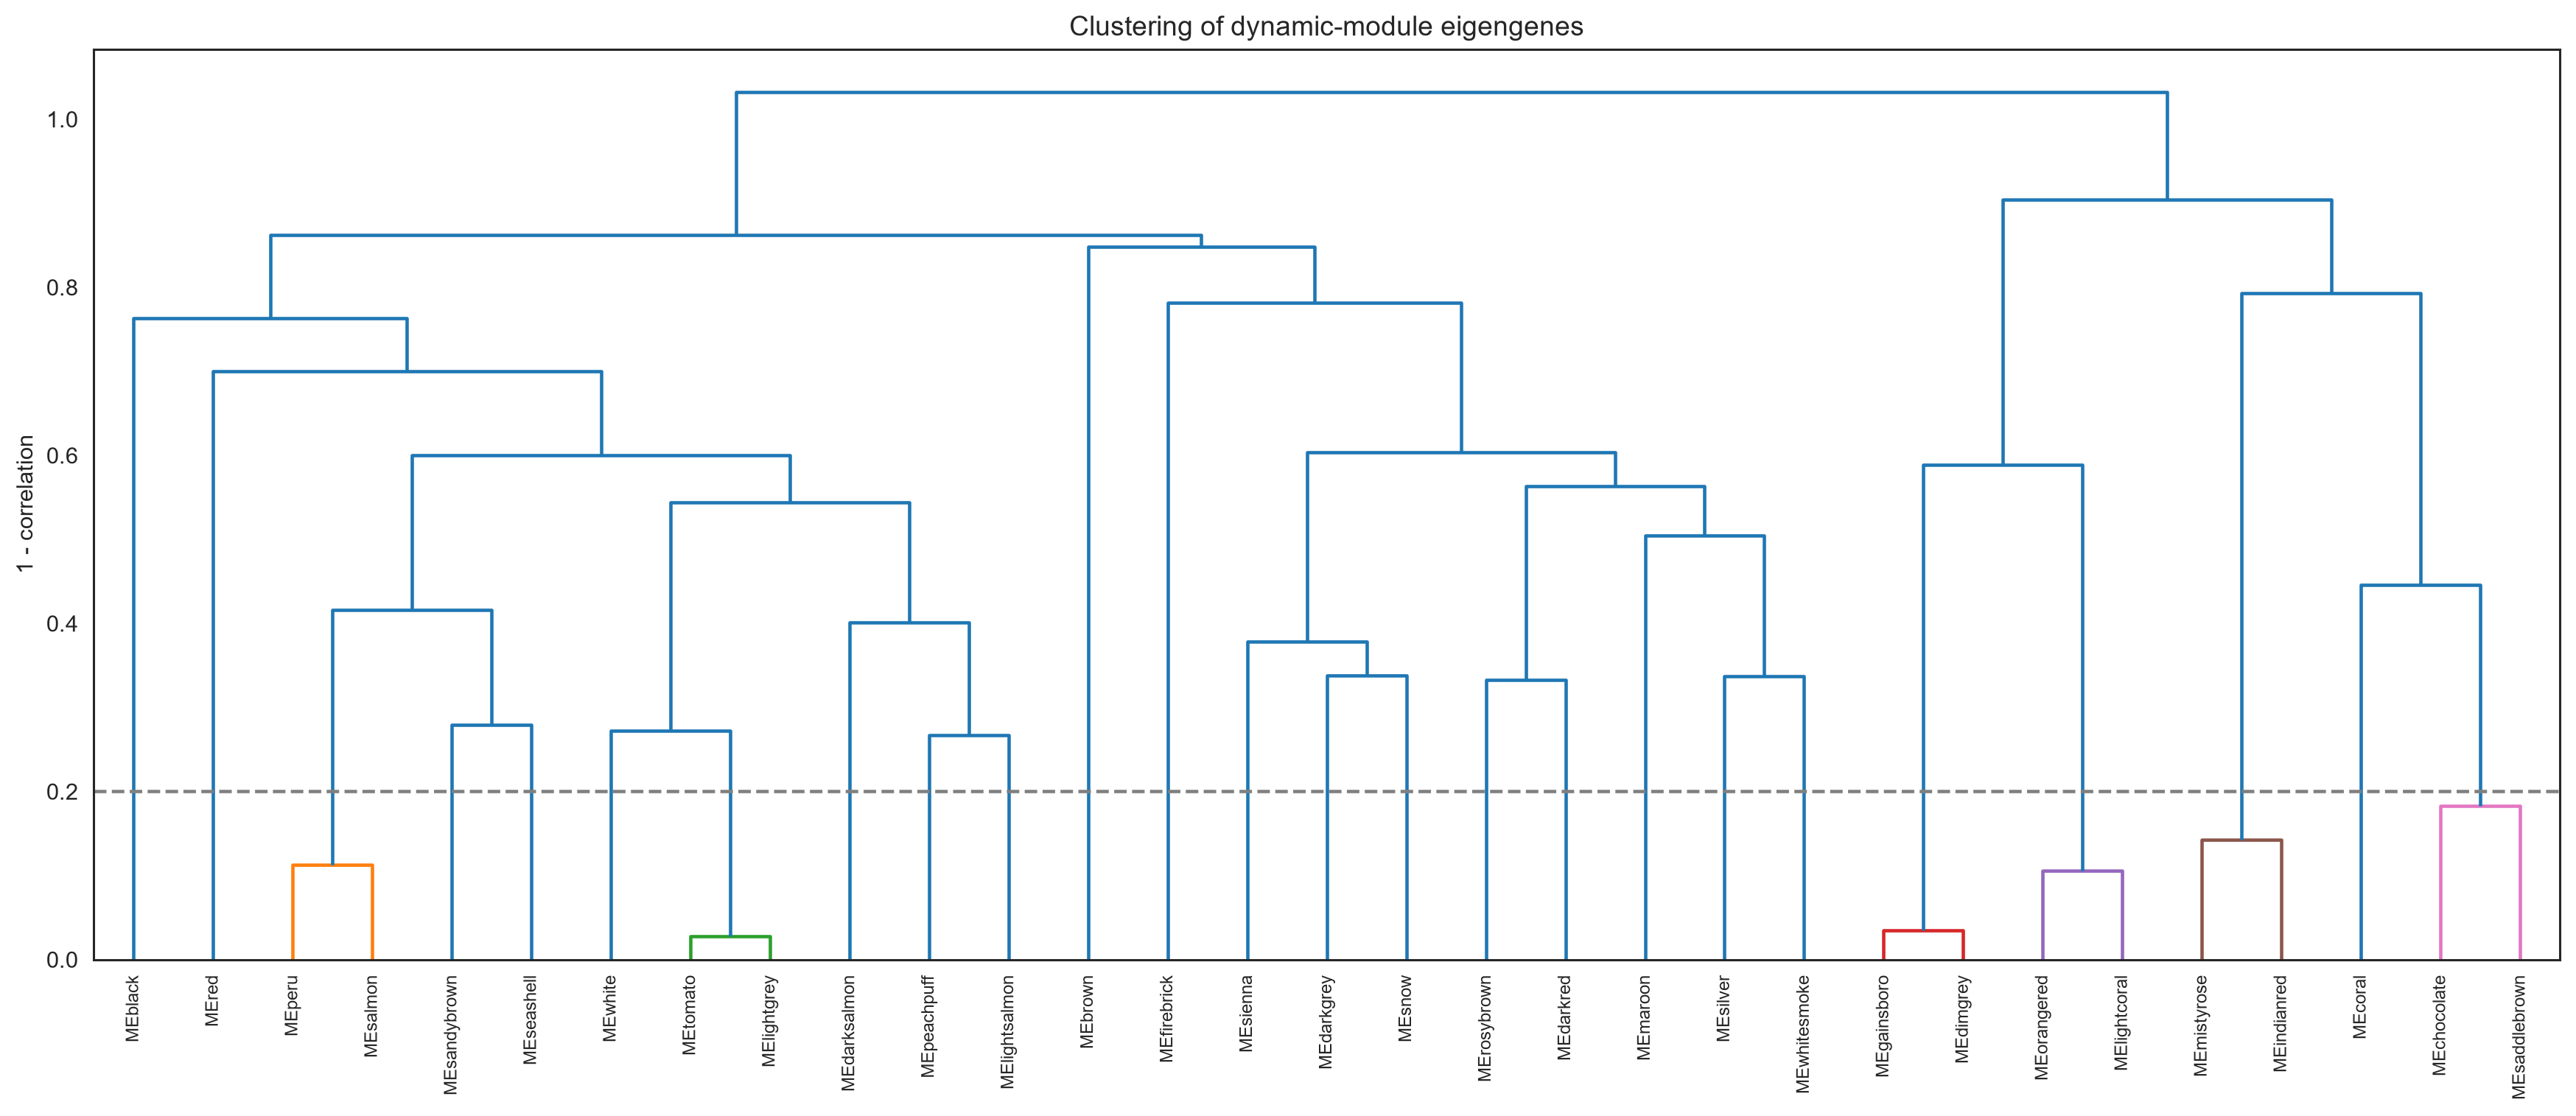 Clustering of dynamic-module eigengenes
1 - correlation
1.0
0.8
0.6
0.4
0.2
0.0
MEblack
MEred
MEperu
MEsalmon
MEsandybrown
MEseashell
MEwhite
MEtomato
MElightgrey
MEdarksalmon
MEpeachpuff
MElightsalmon
MEbrown
MEfirebrick
MEsienna
MEdarkgrey
MEsnow
MErosybrown
MEdarkred
MEmaroon
MEsilver
MEwhitesmoke
MEgainsboro
MEdimgrey
MEorangered
MElightcoral
MEmistyrose
MEindianred
MEcoral
MEchocolate
MEsaddlebrown